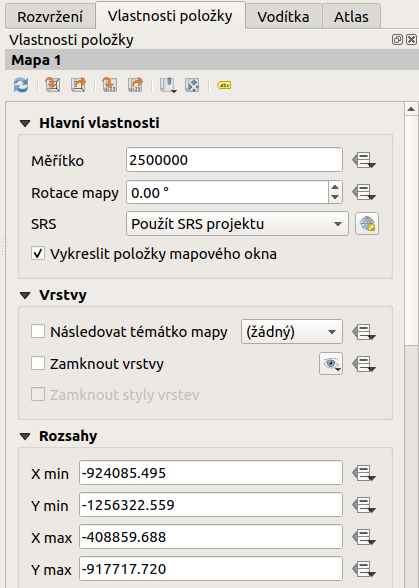 Rozvržení Vlastnosti položky Vodítka Atlas
Vlastnosti položky
Mapa 1
abc
Hlavní vlastnosti
Měřítko 2500000
Rotace mapy 0.00 °
SRS Použít SRS projektu
Vykreslit položky mapového okna
Vrstvy
Následovat témátko mapy (žádný)
Zamknout vrstvy
Zamknout styly vrstev
Rozsahy
X min -924085.495
Y min -1256322.559
X max -408859.688
Y max -917717.720